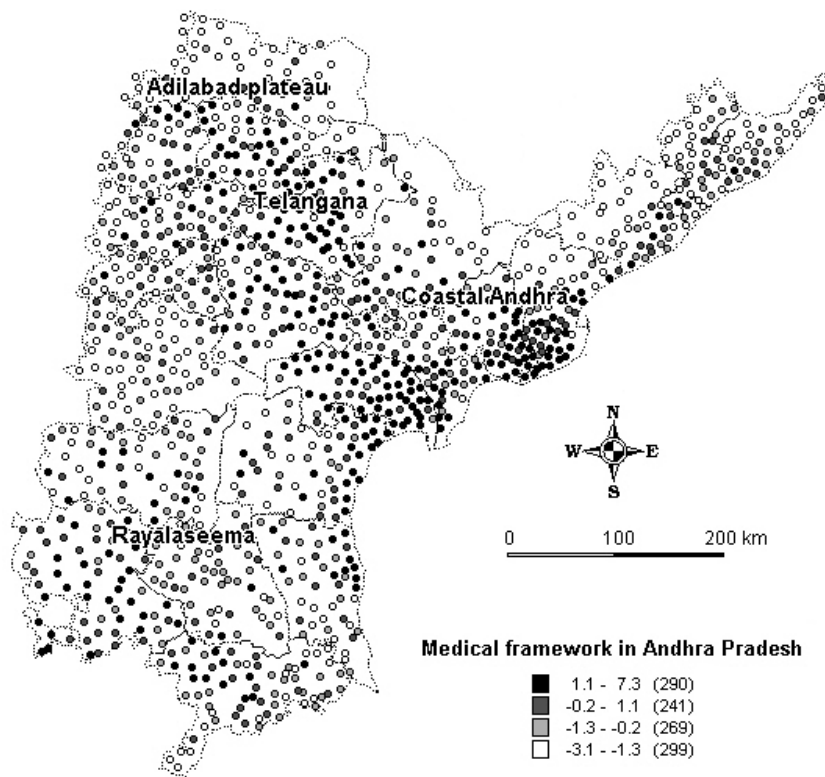 Adilabad plateau
Telangana
Coastal Andhra
N
W E
S
0 100 200 km
Rayalaseema
Medical framework in Andhra Pradesh
1.1 - 7.3 (290)
-0.2 - 1.1 (241)
-1.3 - -0.2 (269)
-3.1 - -1.3 (299)